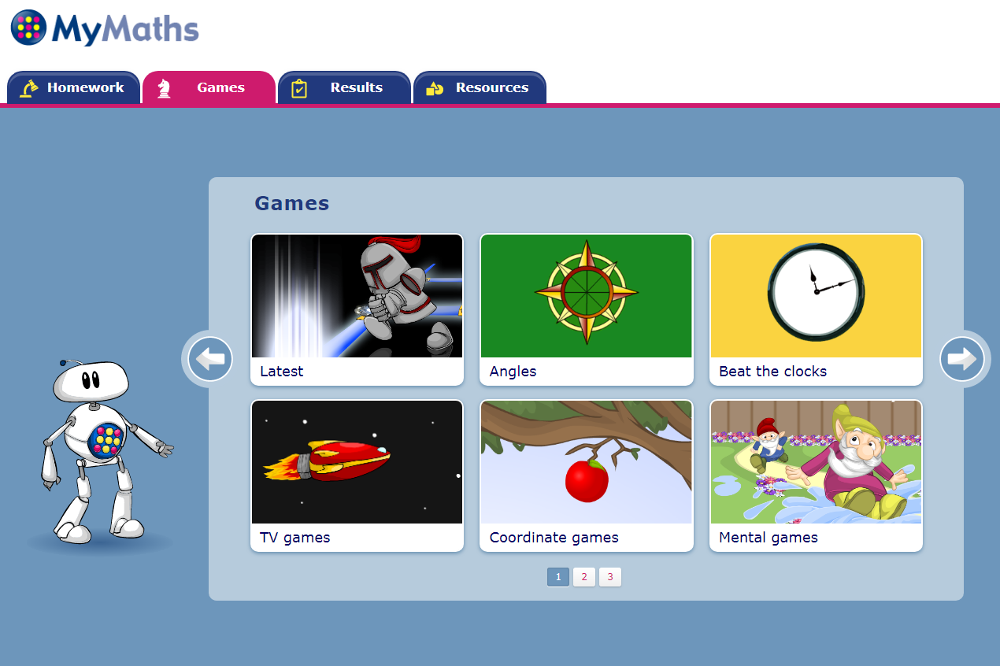 MyMaths
Homework Games Results Resources
Games
Latest Angles Beat the clocks
TV games Coordinate games Mental games
1 2 3